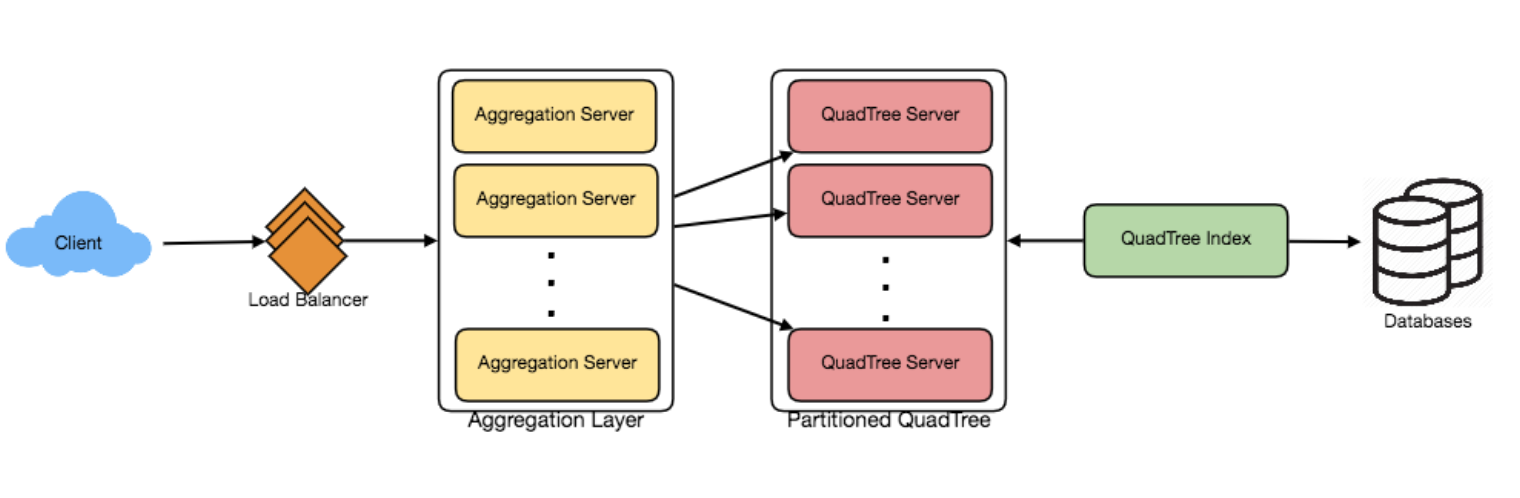 Client
Load Balancer
Aggregation Server
Aggregation Server
Aggregation Server
Aggregation Layer
QuadTree Server
QuadTree Server
QuadTree Server
Partitioned QuadTree
QuadTree Index
Databases